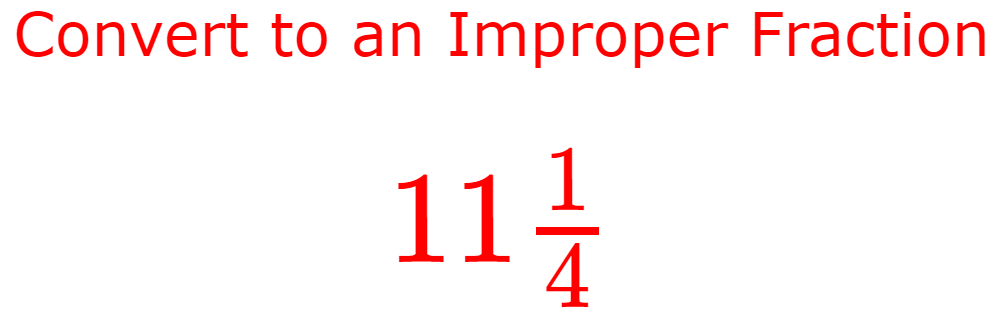 Convert to an Improper Fraction
11 1/4